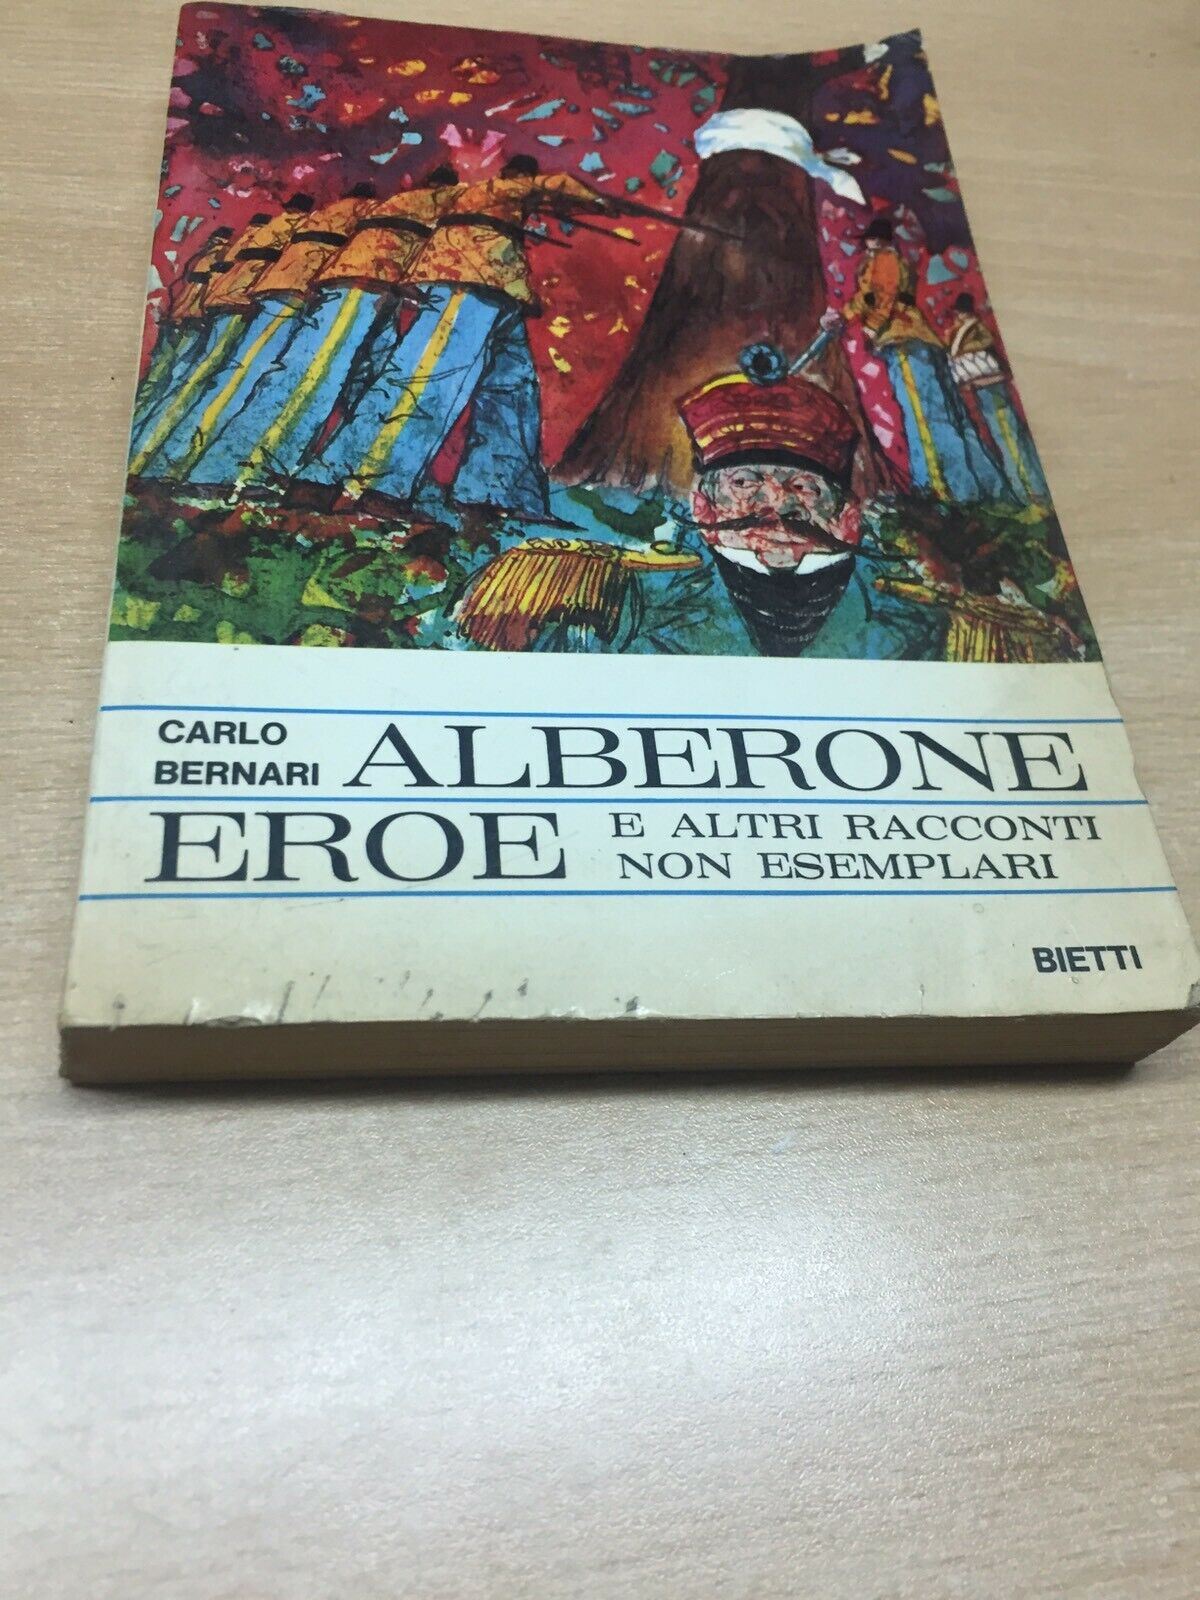 CARLO
BERNARI
ALBERONE
EROE
E ALTRI RACCONTI
NON ESEMPLARI
BIETTI